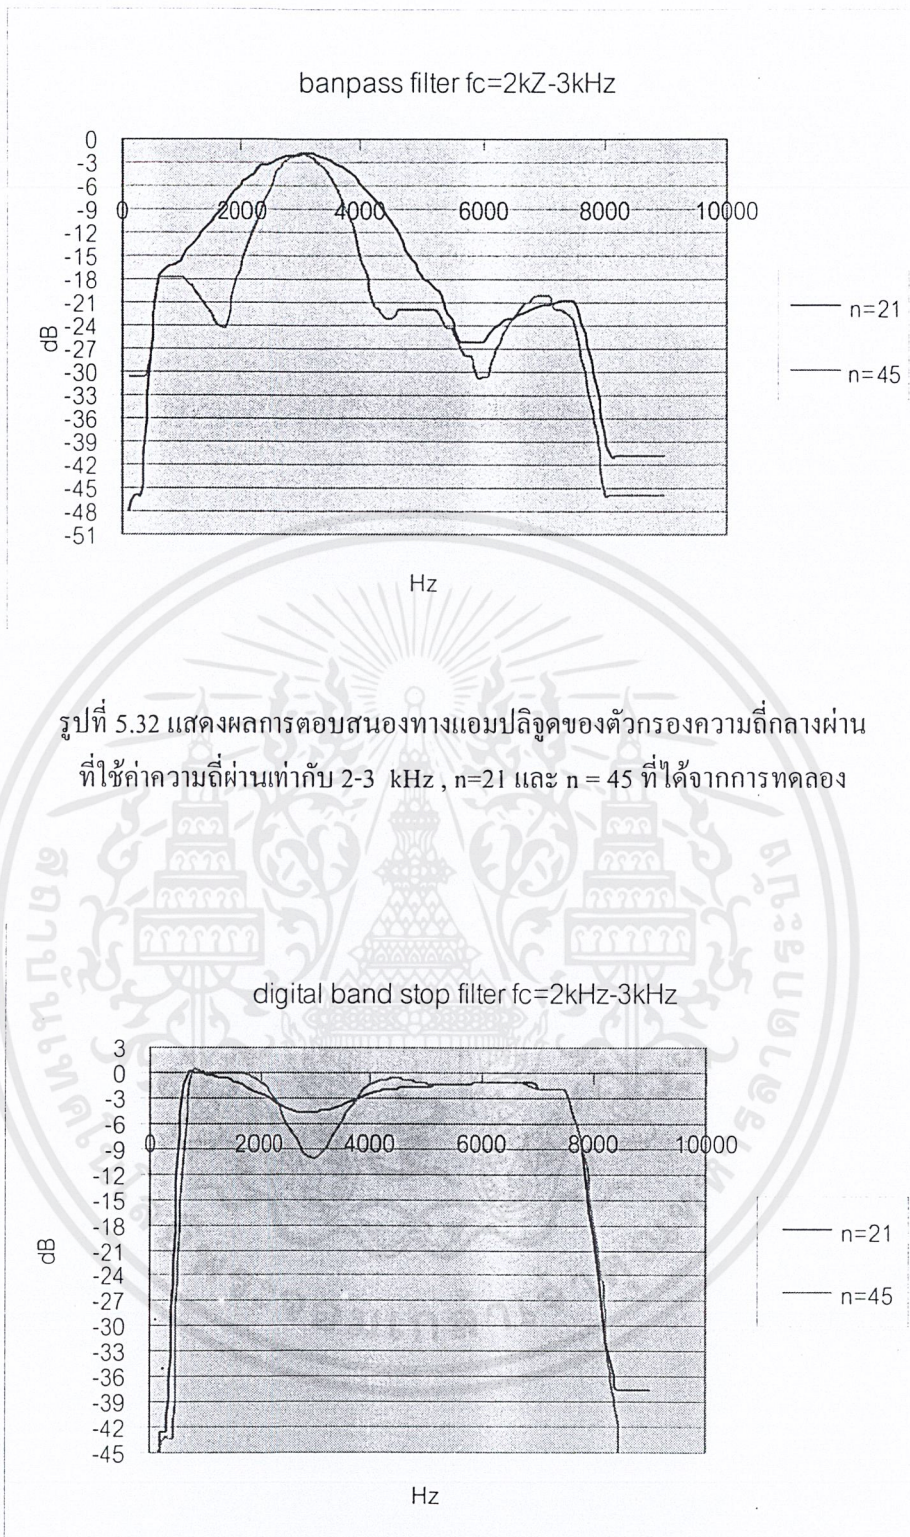 banpass filter fc=2kZ-3kHz
0
-3
-6
-9
-12
-15
-18
-21
-24
-27
-30
-33
-36
-39
-42
-45
-48
-51
dB
0 2000 4000 6000 8000 10000
n=21
n=45
Hz
รูปที่ 5.32 แสดงผลการตอบสนองทางแอมปลิจูดของตัวกรองความถี่กลางผ่าน
ที่ใช้ค่าความถี่ผ่านเท่ากับ 2-3 kHz , n=21 และ n = 45 ที่ได้จากการทดลอง
digital band stop filter fc=2kHz-3kHz
3
0
-3
-6
-9
-12
-15
-18
-21
-24
-27
-30
-33
-36
-39
-42
-45
dB
0 2000 4000 6000 8000 10000
n=21
n=45
Hz